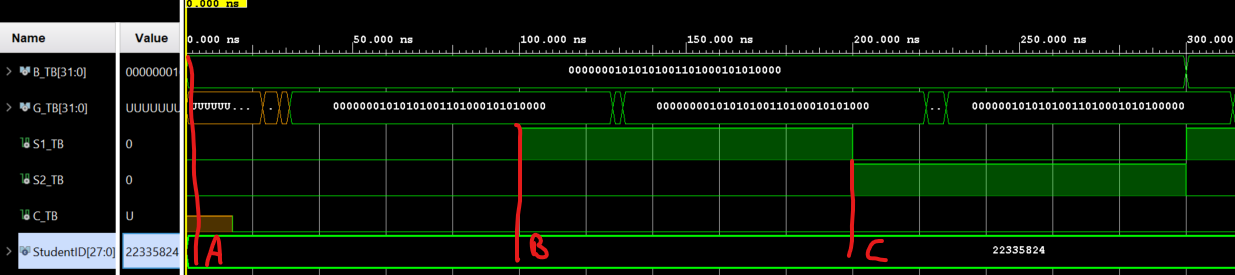 0.000 ns
Name Value 0.000 ns 50.000 ns 100.000 ns 150.000 ns 200.000 ns 250.000 ns 300.000
B_TB[31:0] 00000001 00000001010101001101000101010000
G_TB[31:0] UUUUUUU UUUUUU... . 00000001010101001101000101010000 00000000101010100110100010101000 .. 00000010101010011010001010100000
S1_TB 0
S2_TB 0
C_TB U
StudentID[27:0] 22335824 A B 22335824 C